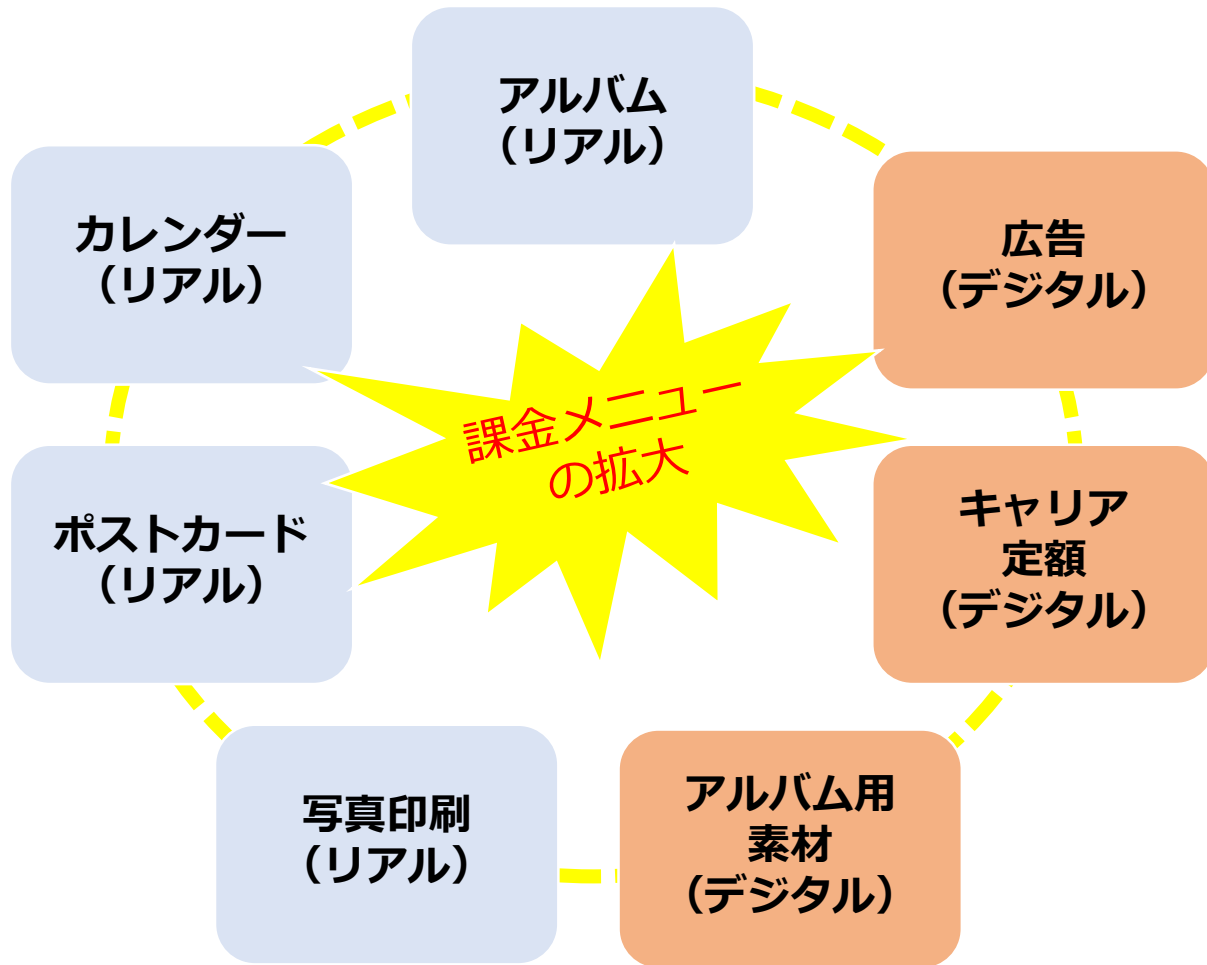 アルバム
（リアル）
カレンダー
（リアル）
広告
（デジタル）
課金メニュー
の拡大
ポストカード
（リアル）
キャリア
定額
（デジタル）
写真印刷
（リアル）
アルバム用
素材
（デジタル）